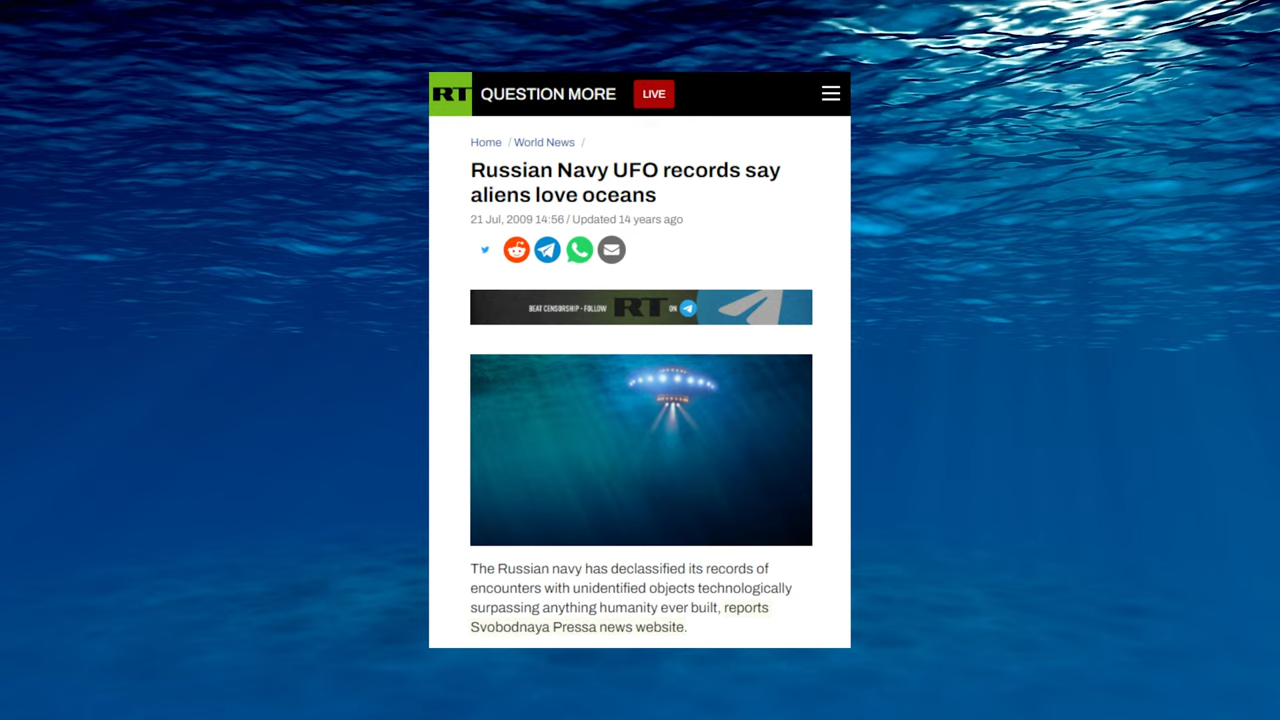 RT QUESTION MORE LIVE
Home / World News /
Russian Navy UFO records say
aliens love oceans
21 Jul, 2009 14:56 / Updated 14 years ago
BEAT CENSORSHIP - FOLLOW RT ON
The Russian navy has declassified its records of
encounters with unidentified objects technologically
surpassing anything humanity ever built, reports
Svobodnaya Pressa news website.